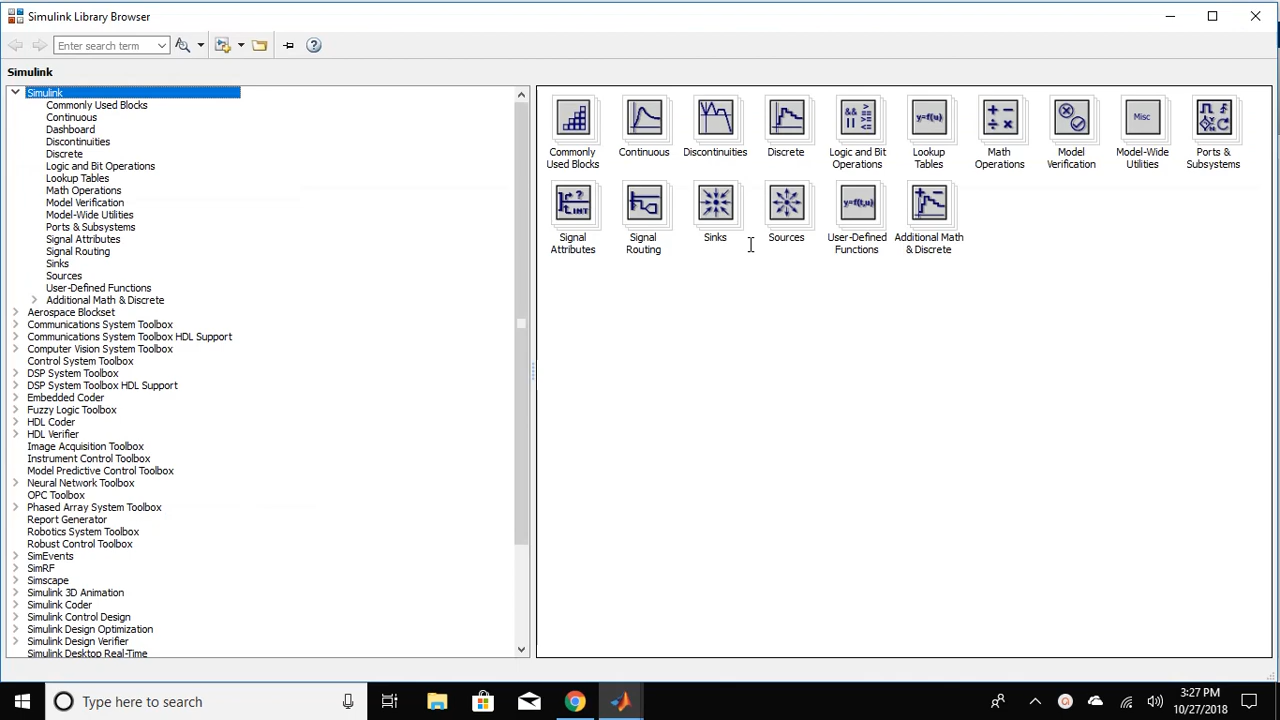 Simulink Library Browser
Enter search term
Simulink
Simulink
Commonly Used Blocks
Continuous
Dashboard
Discontinuities
Discrete
Logic and Bit Operations
Lookup Tables
Math Operations
Model Verification
Model-Wide Utilities
Ports & Subsystems
Signal Attributes
Signal Routing
Sinks
Sources
User-Defined Functions
Additional Math & Discrete
Aerospace Blockset
Communications System Toolbox
Communications System Toolbox HDL Support
Computer Vision System Toolbox
Control System Toolbox
DSP System Toolbox
DSP System Toolbox HDL Support
Embedded Coder
Fuzzy Logic Toolbox
HDL Coder
HDL Verifier
Image Acquisition Toolbox
Instrument Control Toolbox
Model Predictive Control Toolbox
Neural Network Toolbox
OPC Toolbox
Phased Array System Toolbox
Report Generator
Robotics System Toolbox
Robust Control Toolbox
SimEvents
SimRF
Simscape
Simulink 3D Animation
Simulink Coder
Simulink Control Design
Simulink Design Optimization
Simulink Design Verifier
Simulink Desktop Real-Time
&& >=
|| <=
y=f(u)
+ −
÷ ×
Misc
Commonly
Used Blocks
Continuous
Discontinuities
Discrete
Logic and Bit
Operations
Lookup
Tables
Math
Operations
Model
Verification
Model-Wide
Utilities
Ports &
Subsystems
?
INT
y=f(t,u)
Signal
Attributes
Signal
Routing
Sinks
Sources
User-Defined
Functions
Additional Math
& Discrete
Type here to search
3:27 PM
10/27/2018